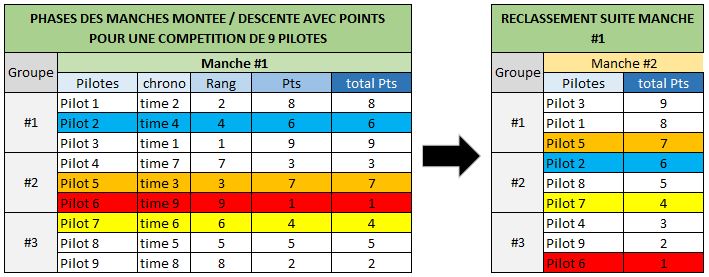 PHASES DES MANCHES MONTEE / DESCENTE AVEC POINTS
POUR UNE COMPETITION DE 9 PILOTES
Groupe Manche #1
Pilotes chrono Rang Pts total Pts
#1 Pilot 1 time 2 2 8 8
Pilot 2 time 4 4 6 6
Pilot 3 time 1 1 9 9
#2 Pilot 4 time 7 7 3 3
Pilot 5 time 3 3 7 7
Pilot 6 time 9 9 1 1
#3 Pilot 7 time 6 6 4 4
Pilot 8 time 5 5 5 5
Pilot 9 time 8 8 2 2
RECLASSEMENT SUITE MANCHE
#1
Groupe Manche #2
Pilotes total Pts
#1 Pilot 3 9
Pilot 1 8
Pilot 5 7
#2 Pilot 2 6
Pilot 8 5
Pilot 7 4
#3 Pilot 4 3
Pilot 9 2
Pilot 6 1